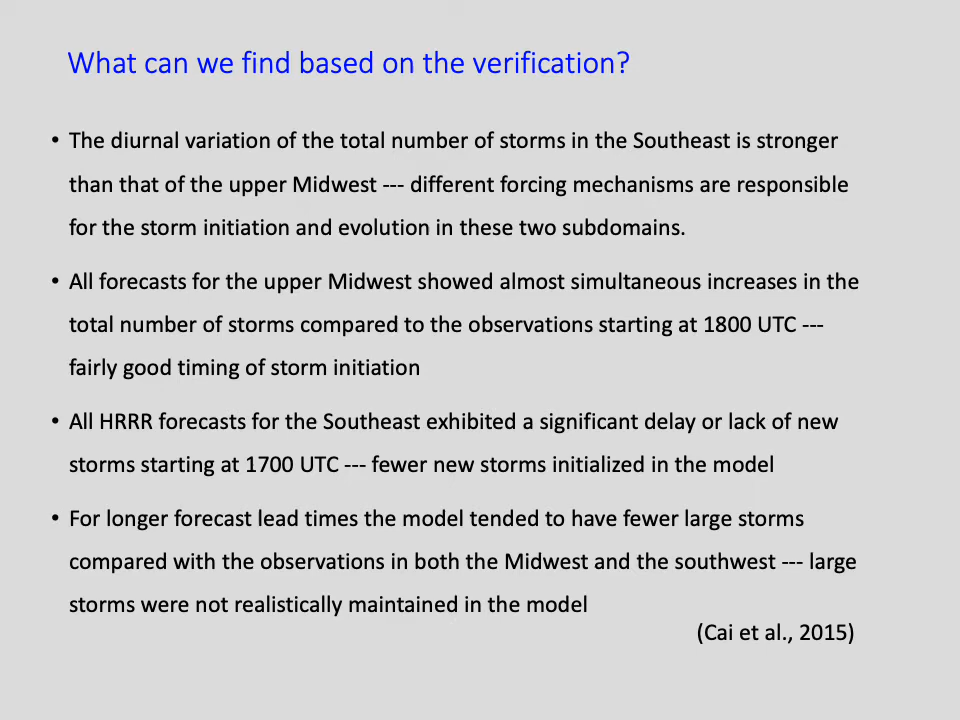 What can we find based on the verification?
• The diurnal variation of the total number of storms in the Southeast is stronger
than that of the upper Midwest --- different forcing mechanisms are responsible
for the storm initiation and evolution in these two subdomains.
• All forecasts for the upper Midwest showed almost simultaneous increases in the
total number of storms compared to the observations starting at 1800 UTC ---
fairly good timing of storm initiation
• All HRRR forecasts for the Southeast exhibited a significant delay or lack of new
storms starting at 1700 UTC --- fewer new storms initialized in the model
• For longer forecast lead times the model tended to have fewer large storms
compared with the observations in both the Midwest and the southwest --- large
storms were not realistically maintained in the model
(Cai et al., 2015)